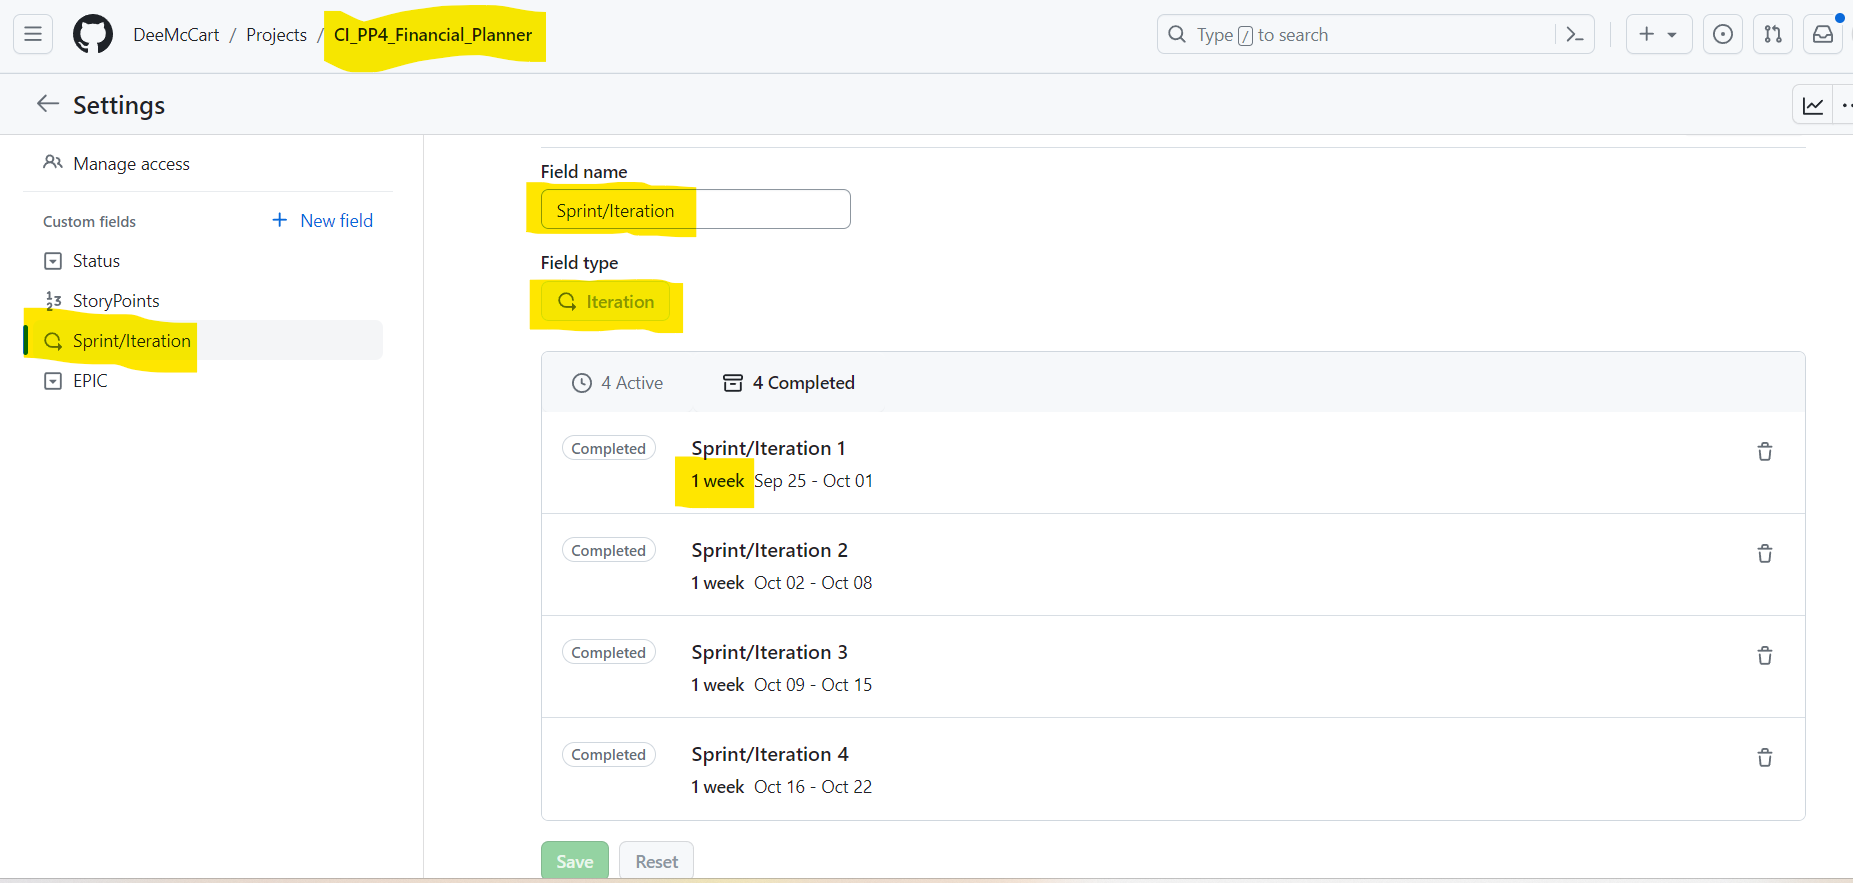 DeeMcCart / Projects / CI_PP4_Financial_Planner
Type / to search
Settings
Manage access
Custom fields
New field
Status
StoryPoints
Sprint/Iteration
EPIC
Field name
Sprint/Iteration
Field type
Iteration
4 Active
4 Completed
Completed
Sprint/Iteration 1
1 week Sep 25 - Oct 01
Completed
Sprint/Iteration 2
1 week Oct 02 - Oct 08
Completed
Sprint/Iteration 3
1 week Oct 09 - Oct 15
Completed
Sprint/Iteration 4
1 week Oct 16 - Oct 22
Save
Reset